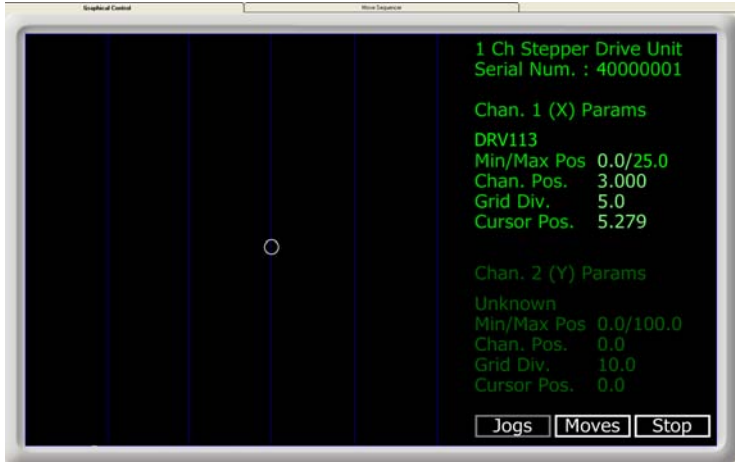 Graphical Control
Move Sequencer
1 Ch Stepper Drive Unit
Serial Num. : 40000001
Chan. 1 (X) Params
DRV113
Min/Max Pos 0.0/25.0
Chan. Pos. 3.000
Grid Div. 5.0
Cursor Pos. 5.279
Chan. 2 (Y) Params
Unknown
Min/Max Pos 0.0/100.0
Chan. Pos. 0.0
Grid Div. 10.0
Cursor Pos. 0.0
Jogs Moves Stop